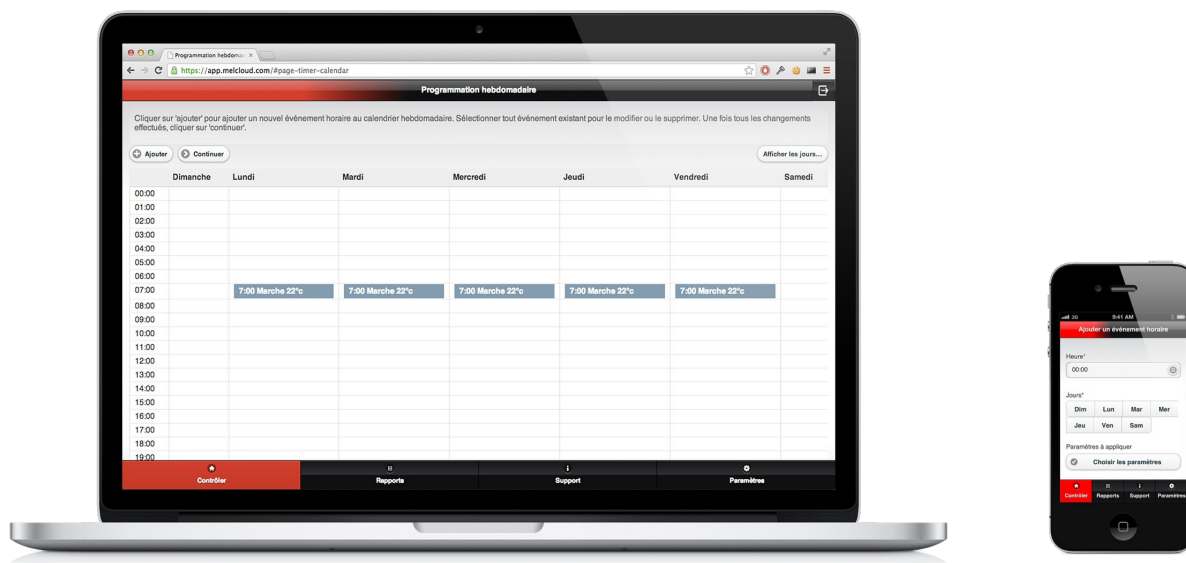 Programmation hebdomad
https://app.melcloud.com/#page-timer-calendar
Programmation hebdomadaire
Cliquer sur 'ajouter' pour ajouter un nouvel événement horaire au calendrier hebdomadaire. Sélectionner tout événement existant pour le modifier ou le supprimer. Une fois tous les changements
effectués, cliquer sur 'continuer'.
Ajouter Continuer Afficher les jours...
Dimanche Lundi Mardi Mercredi Jeudi Vendredi Samedi
00:00
01:00
02:00
03:00
04:00
05:00
06:00
07:00 7:00 Marche 22°c 7:00 Marche 22°c 7:00 Marche 22°c 7:00 Marche 22°c 7:00 Marche 22°c
08:00
09:00
10:00
11:00
12:00
13:00
14:00
15:00
16:00
17:00
18:00
19:00
Contrôler Rapports Support Paramètres
3G 9:41 AM
Ajouter un événement horaire
Heure*
00:00
Jours*
Dim Lun Mar Mer
Jeu Ven Sam
Paramètres à appliquer
Choisir les paramètres
Contrôler Rapports Support Paramètres